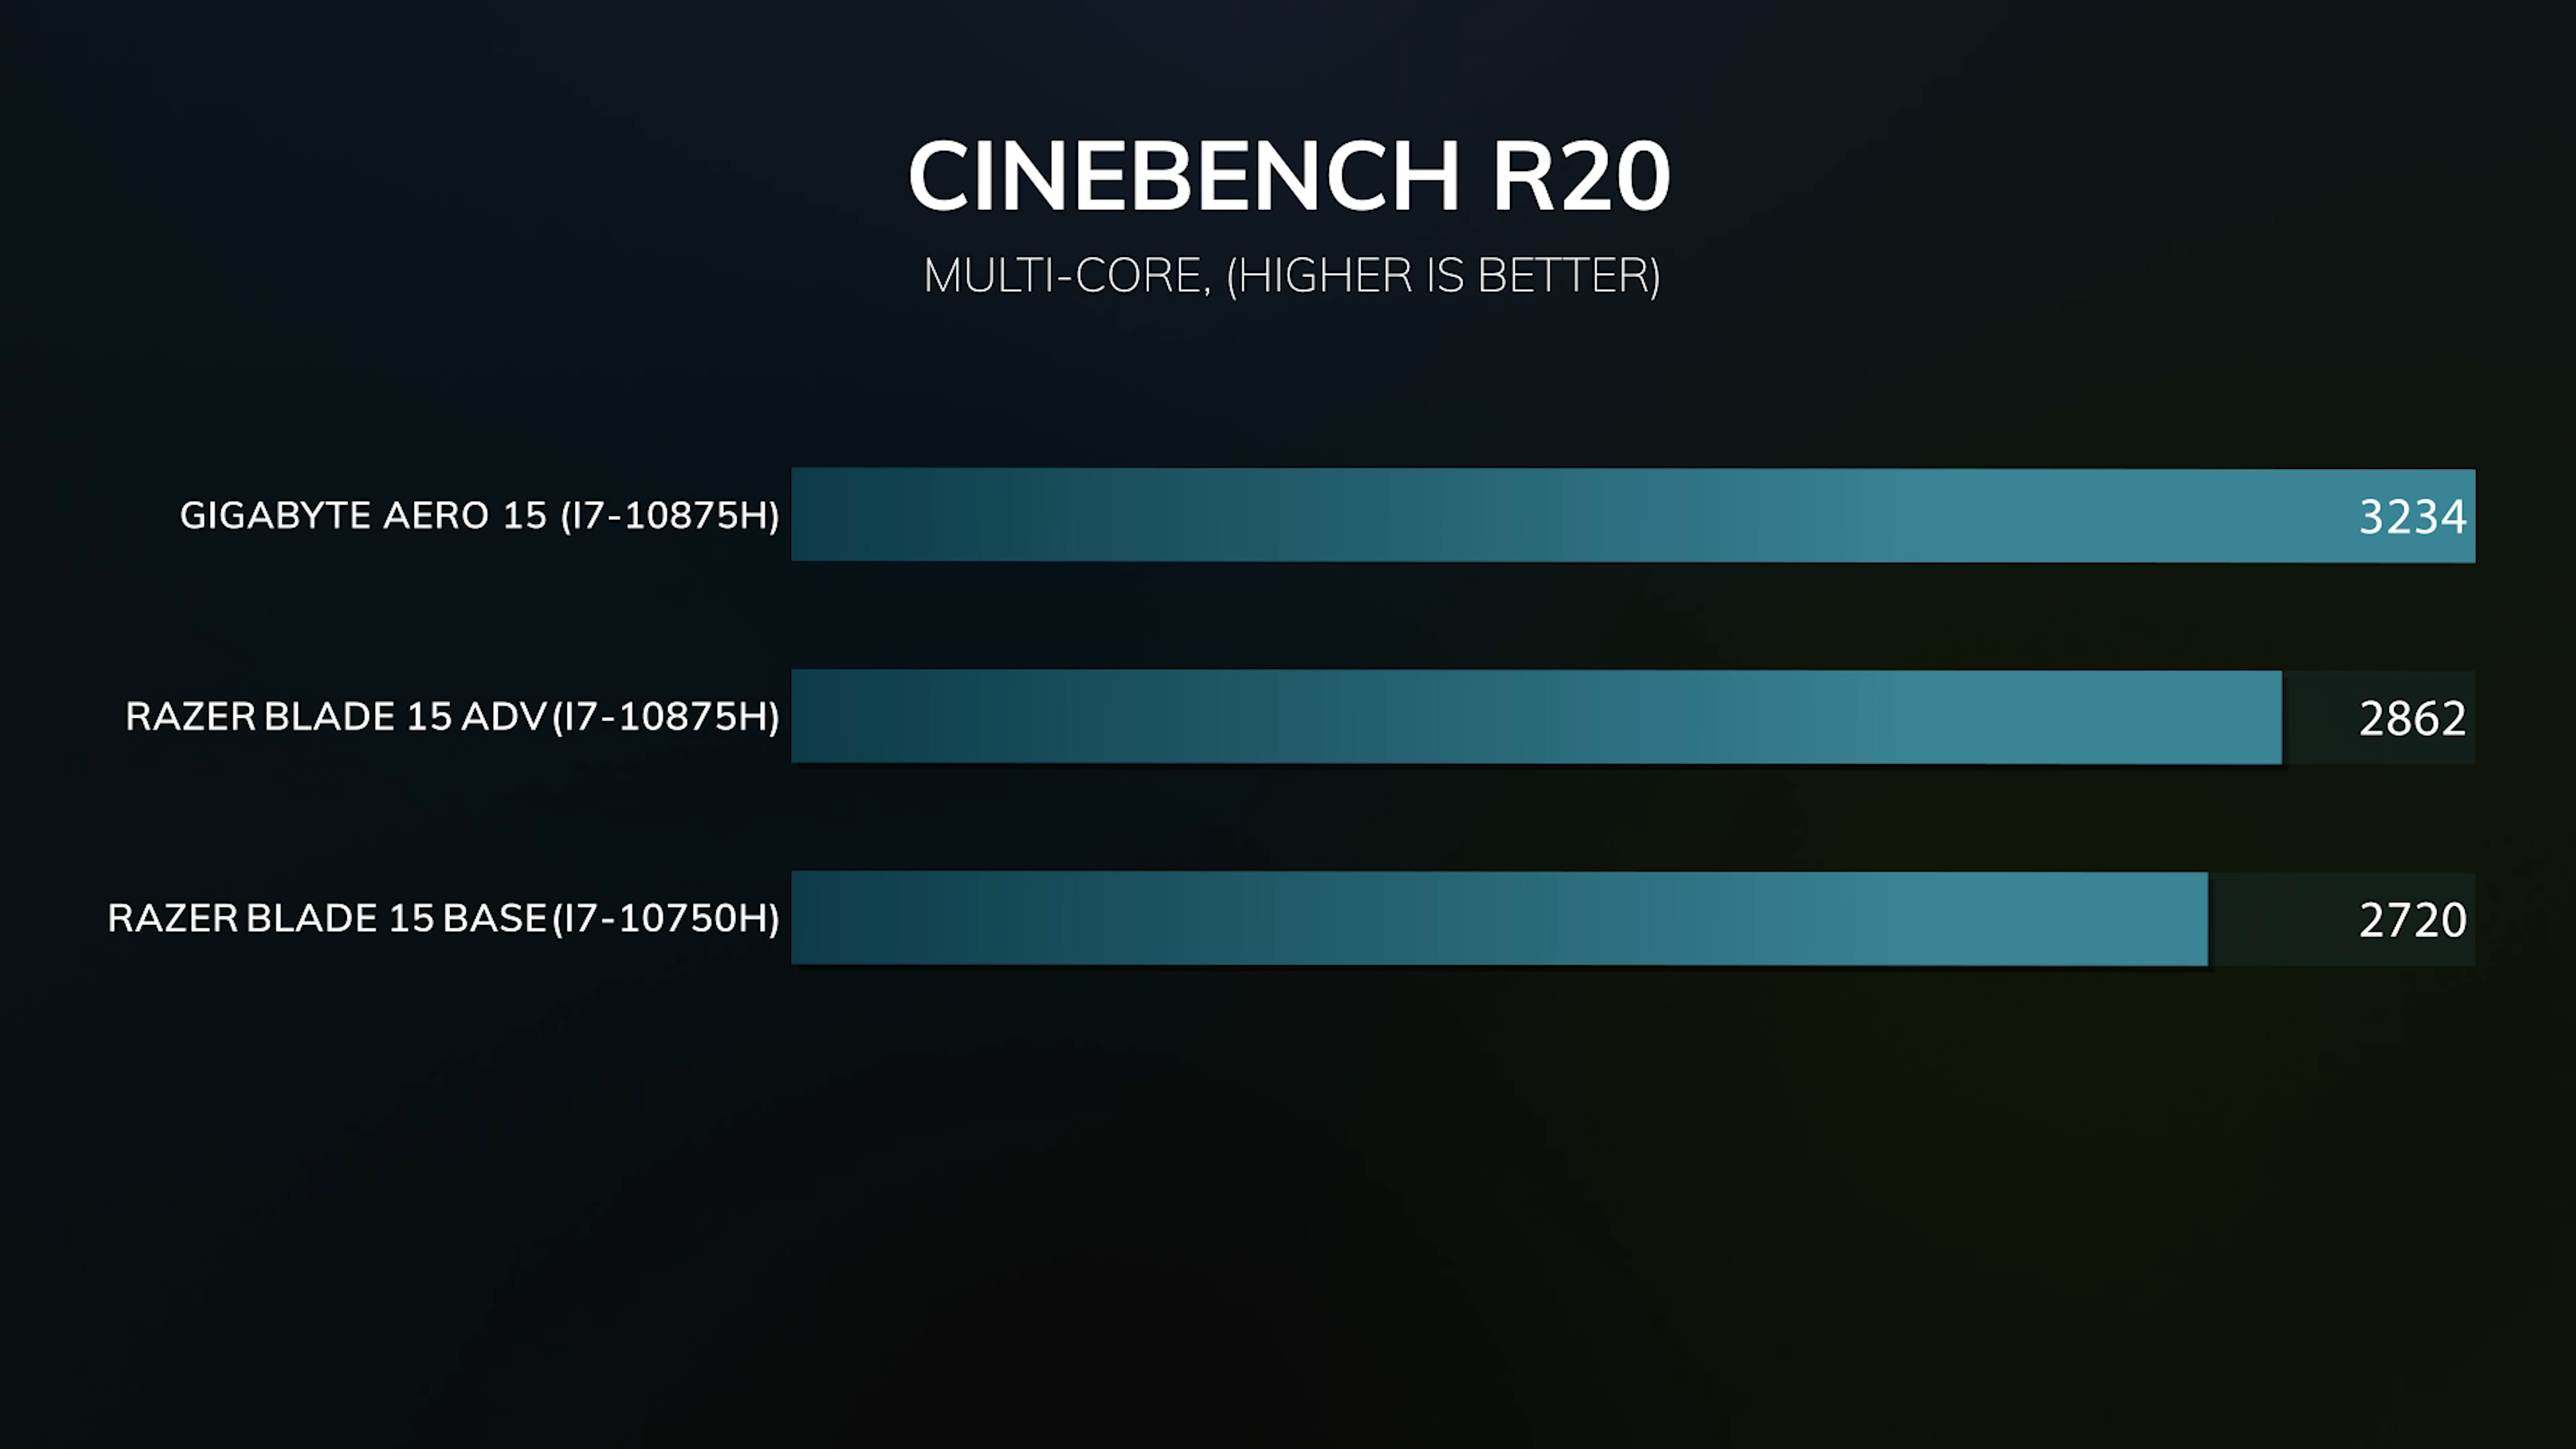 CINEBENCH R20
MULTI-CORE, (HIGHER IS BETTER)
GIGABYTE AERO 15 (I7-10875H) 3234
RAZER BLADE 15 ADV(I7-10875H) 2862
RAZER BLADE 15 BASE(I7-10750H) 2720